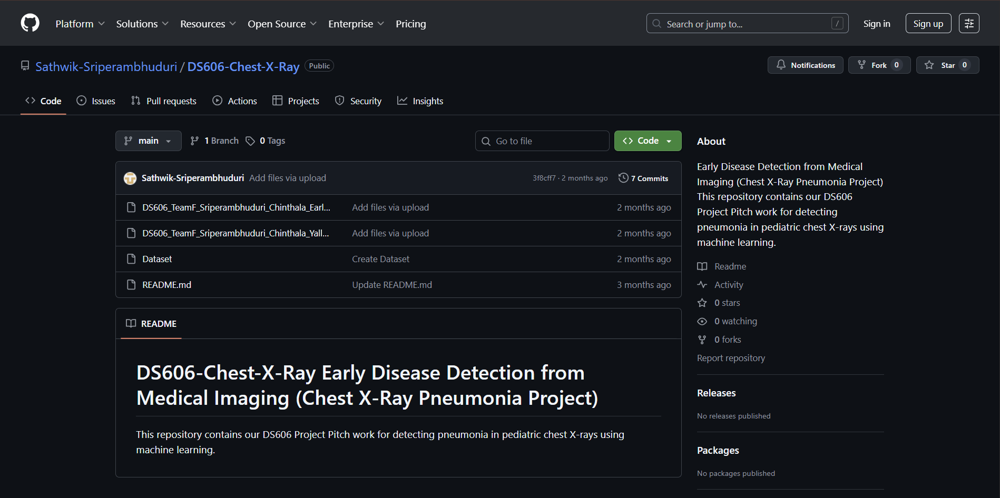 Platform Solutions Resources Open Source Enterprise Pricing Search or jump to... / Sign in Sign up
Sathwik-Sriperambhuduri / DS606-Chest-X-Ray Public Notifications Fork 0 Star 0
Code Issues Pull requests Actions Projects Security Insights
main 1 Branch 0 Tags Go to file Code
Sathwik-Sriperambhuduri Add files via upload 3f8cff7 · 2 months ago 7 Commits
DS606_TeamF_Sriperambhuduri_Chinthala_Earl... Add files via upload 2 months ago
DS606_TeamF_Sriperambhuduri_Chinthala_Yall... Add files via upload 2 months ago
Dataset Create Dataset 2 months ago
README.md Update README.md 3 months ago
README
DS606-Chest-X-Ray Early Disease Detection from
Medical Imaging (Chest X-Ray Pneumonia Project)
This repository contains our DS606 Project Pitch work for detecting pneumonia in pediatric chest X-rays using
machine learning.
About
Early Disease Detection from Medical
Imaging (Chest X-Ray Pneumonia Project)
This repository contains our DS606
Project Pitch work for detecting
pneumonia in pediatric chest X-rays using
machine learning.
Readme
Activity
0 stars
0 watching
0 forks
Report repository
Releases
No releases published
Packages
No packages published